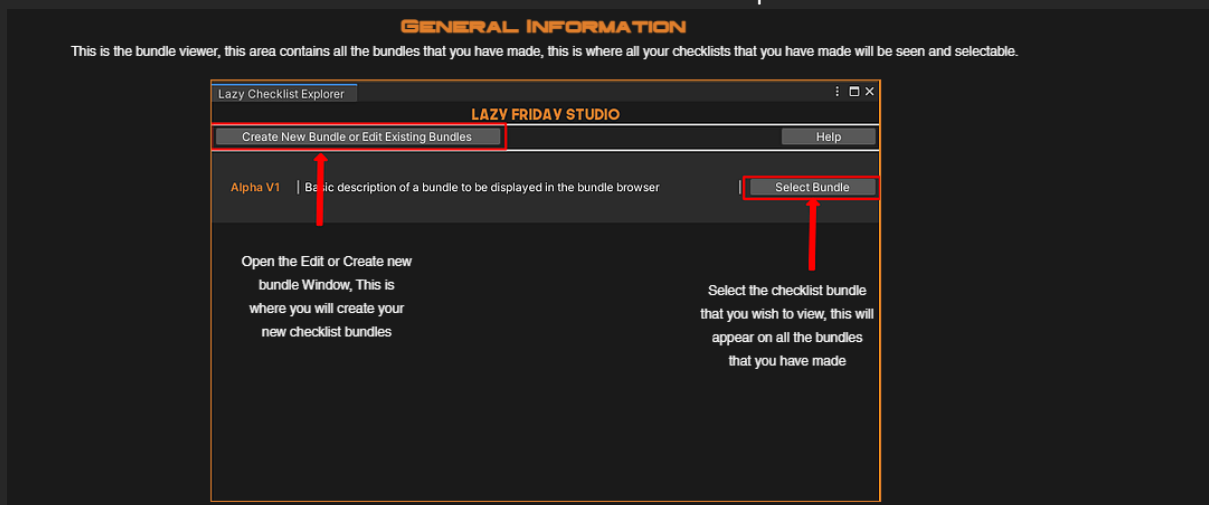 GENERAL INFORMATION
This is the bundle viewer, this area contains all the bundles that you have made, this is where all your checklists that you have made will be seen and selectable.
Lazy Checklist Explorer
LAZY FRIDAY STUDIO
Create New Bundle or Edit Existing Bundles
Help
Alpha V1
Basic description of a bundle to be displayed in the bundle browser
Select Bundle
Open the Edit or Create new
bundle Window, This is
where you will create your
new checklist bundles
Select the checklist bundle
that you wish to view, this will
appear on all the bundles
that you have made